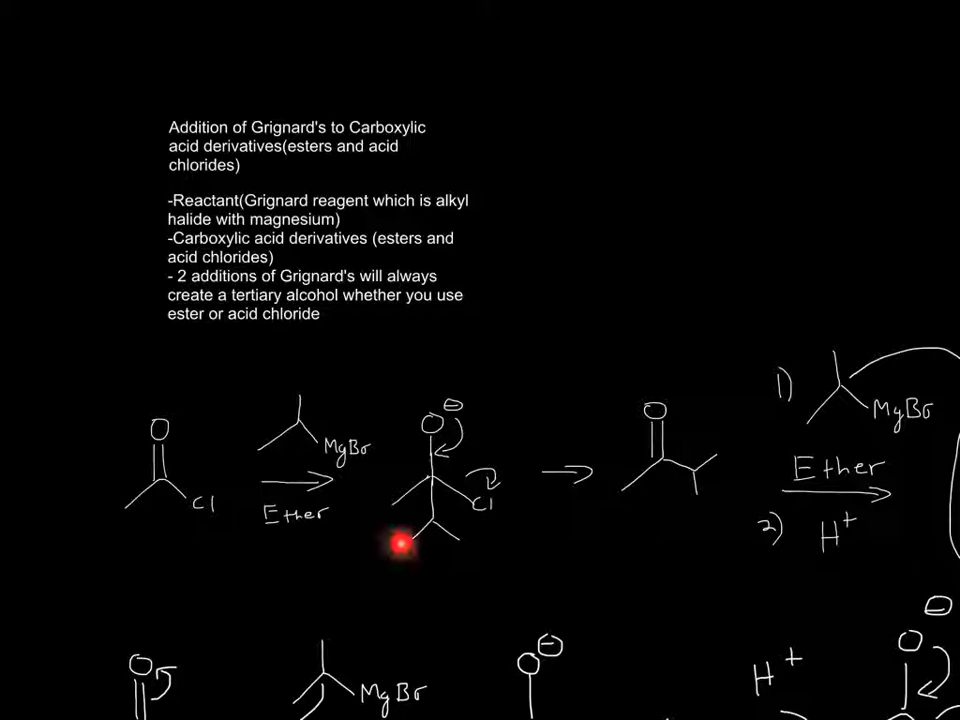 Addition of Grignard's to Carboxylic
acid derivatives(esters and acid
chlorides)
-Reactant(Grignard reagent which is alkyl
halide with magnesium)
-Carboxylic acid derivatives (esters and
acid chlorides)
- 2 additions of Grignard's will always
create a tertiary alcohol whether you use
ester or acid chloride
O
Cl
MgBr
Ether
O ⊖
Cl
O
1)
MgBr
Ether
2) H+
O
MgBr
O ⊖
H+
O ⊖